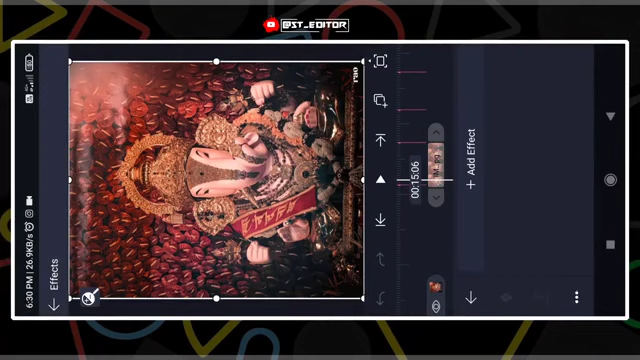 @ST_EDITOR
6:30 PM | 26.9KB/s
Effects
00:15:06
+ Add Effect